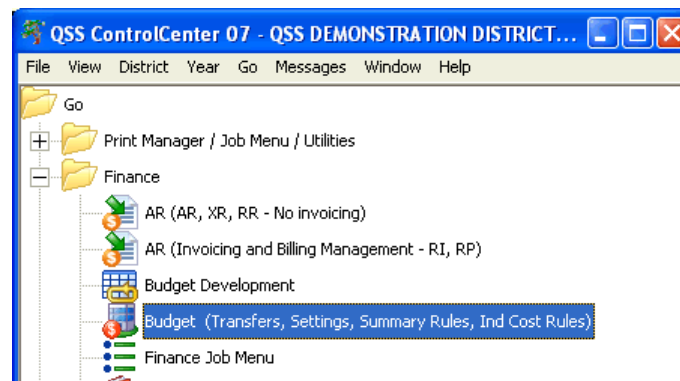 QSS ControlCenter 07 - QSS DEMONSTRATION DISTRICT...
File View District Year Go Messages Window Help
Go
Print Manager / Job Menu / Utilities
Finance
AR (AR, XR, RR - No invoicing)
AR (Invoicing and Billing Management - RI, RP)
Budget Development
Budget (Transfers, Settings, Summary Rules, Ind Cost Rules)
Finance Job Menu